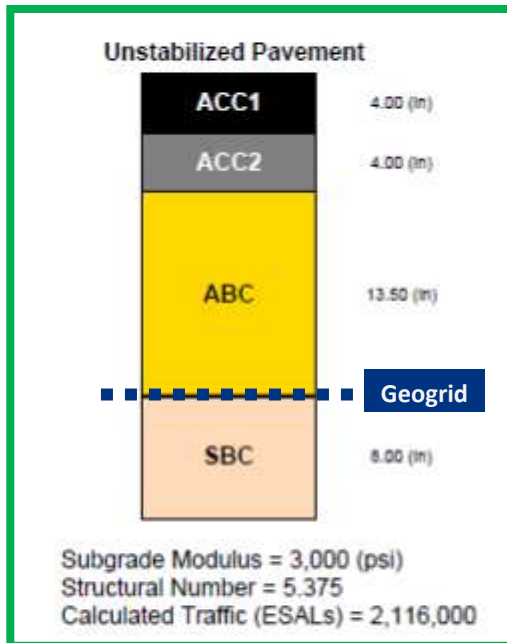 Unstabilized Pavement
ACC1 4.00 (in)
ACC2 4.00 (in)
ABC 13.50 (in)
Geogrid
SBC 8.00 (in)
Subgrade Modulus = 3,000 (psi)
Structural Number = 5.375
Calculated Traffic (ESALs) = 2,116,000